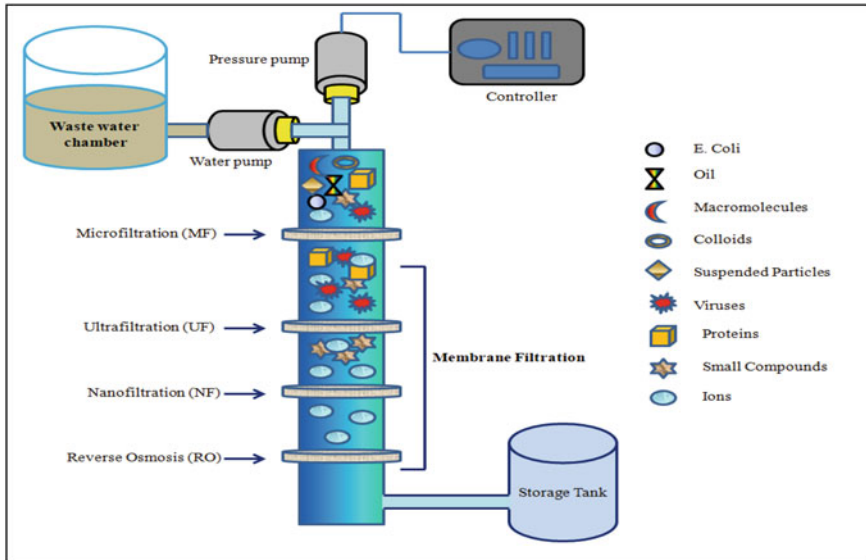 Pressure pump
Controller
Waste water
chamber
Water pump
E. Coli
Oil
Macromolecules
Colloids
Suspended Particles
Viruses
Proteins
Small Compounds
Ions
Microfiltration (MF)
Ultrafiltration (UF)
Membrane Filtration
Nanofiltration (NF)
Reverse Osmosis (RO)
Storage Tank